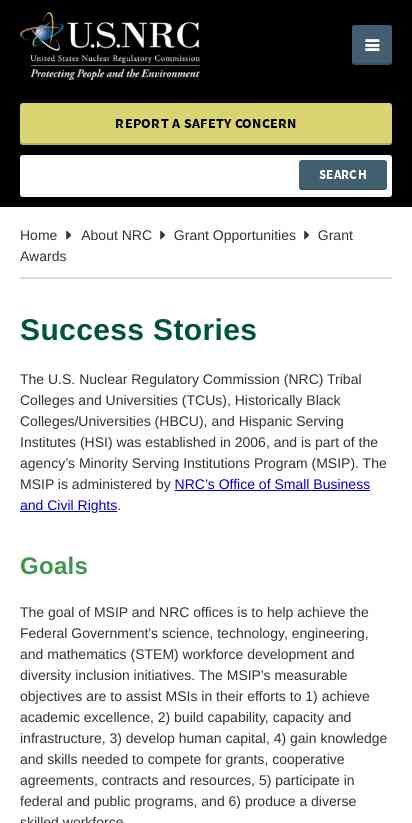 U.S.NRC
United States Nuclear Regulatory Commission
Protecting People and the Environment
REPORT A SAFETY CONCERN
SEARCH
Home About NRC Grant Opportunities Grant
Awards
Success Stories
The U.S. Nuclear Regulatory Commission (NRC) Tribal
Colleges and Universities (TCUs), Historically Black
Colleges/Universities (HBCU), and Hispanic Serving
Institutes (HSI) was established in 2006, and is part of the
agency’s Minority Serving Institutions Program (MSIP). The
MSIP is administered by NRC’s Office of Small Business
and Civil Rights.
Goals
The goal of MSIP and NRC offices is to help achieve the
Federal Government's science, technology, engineering,
and mathematics (STEM) workforce development and
diversity inclusion initiatives. The MSIP’s measurable
objectives are to assist MSIs in their efforts to 1) achieve
academic excellence, 2) build capability, capacity and
infrastructure, 3) develop human capital, 4) gain knowledge
and skills needed to compete for grants, cooperative
agreements, contracts and resources, 5) participate in
federal and public programs, and 6) produce a diverse
skilled workforce.